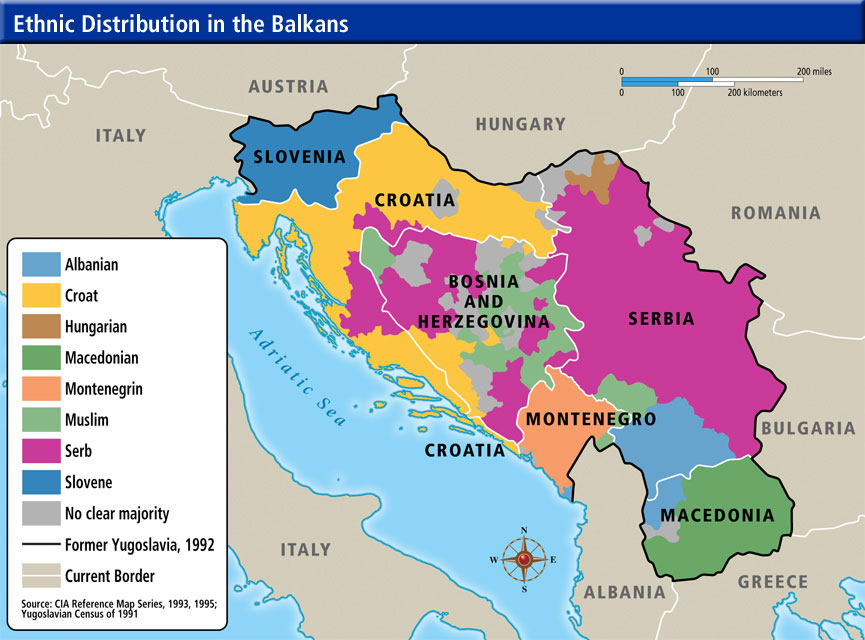 Ethnic Distribution in the Balkans
0 100 200 miles
0 100 200 kilometers
AUSTRIA
HUNGARY
ITALY
SLOVENIA
CROATIA
ROMANIA
BOSNIA
AND
HERZEGOVINA
SERBIA
Adriatic Sea
MONTENEGRO
BULGARIA
CROATIA
MACEDONIA
ITALY
ALBANIA
GREECE
N
W E
S
Albanian
Croat
Hungarian
Macedonian
Montenegrin
Muslim
Serb
Slovene
No clear majority
Former Yugoslavia, 1992
Current Border
Source: CIA Reference Map Series, 1993, 1995;
Yugoslavian Census of 1991